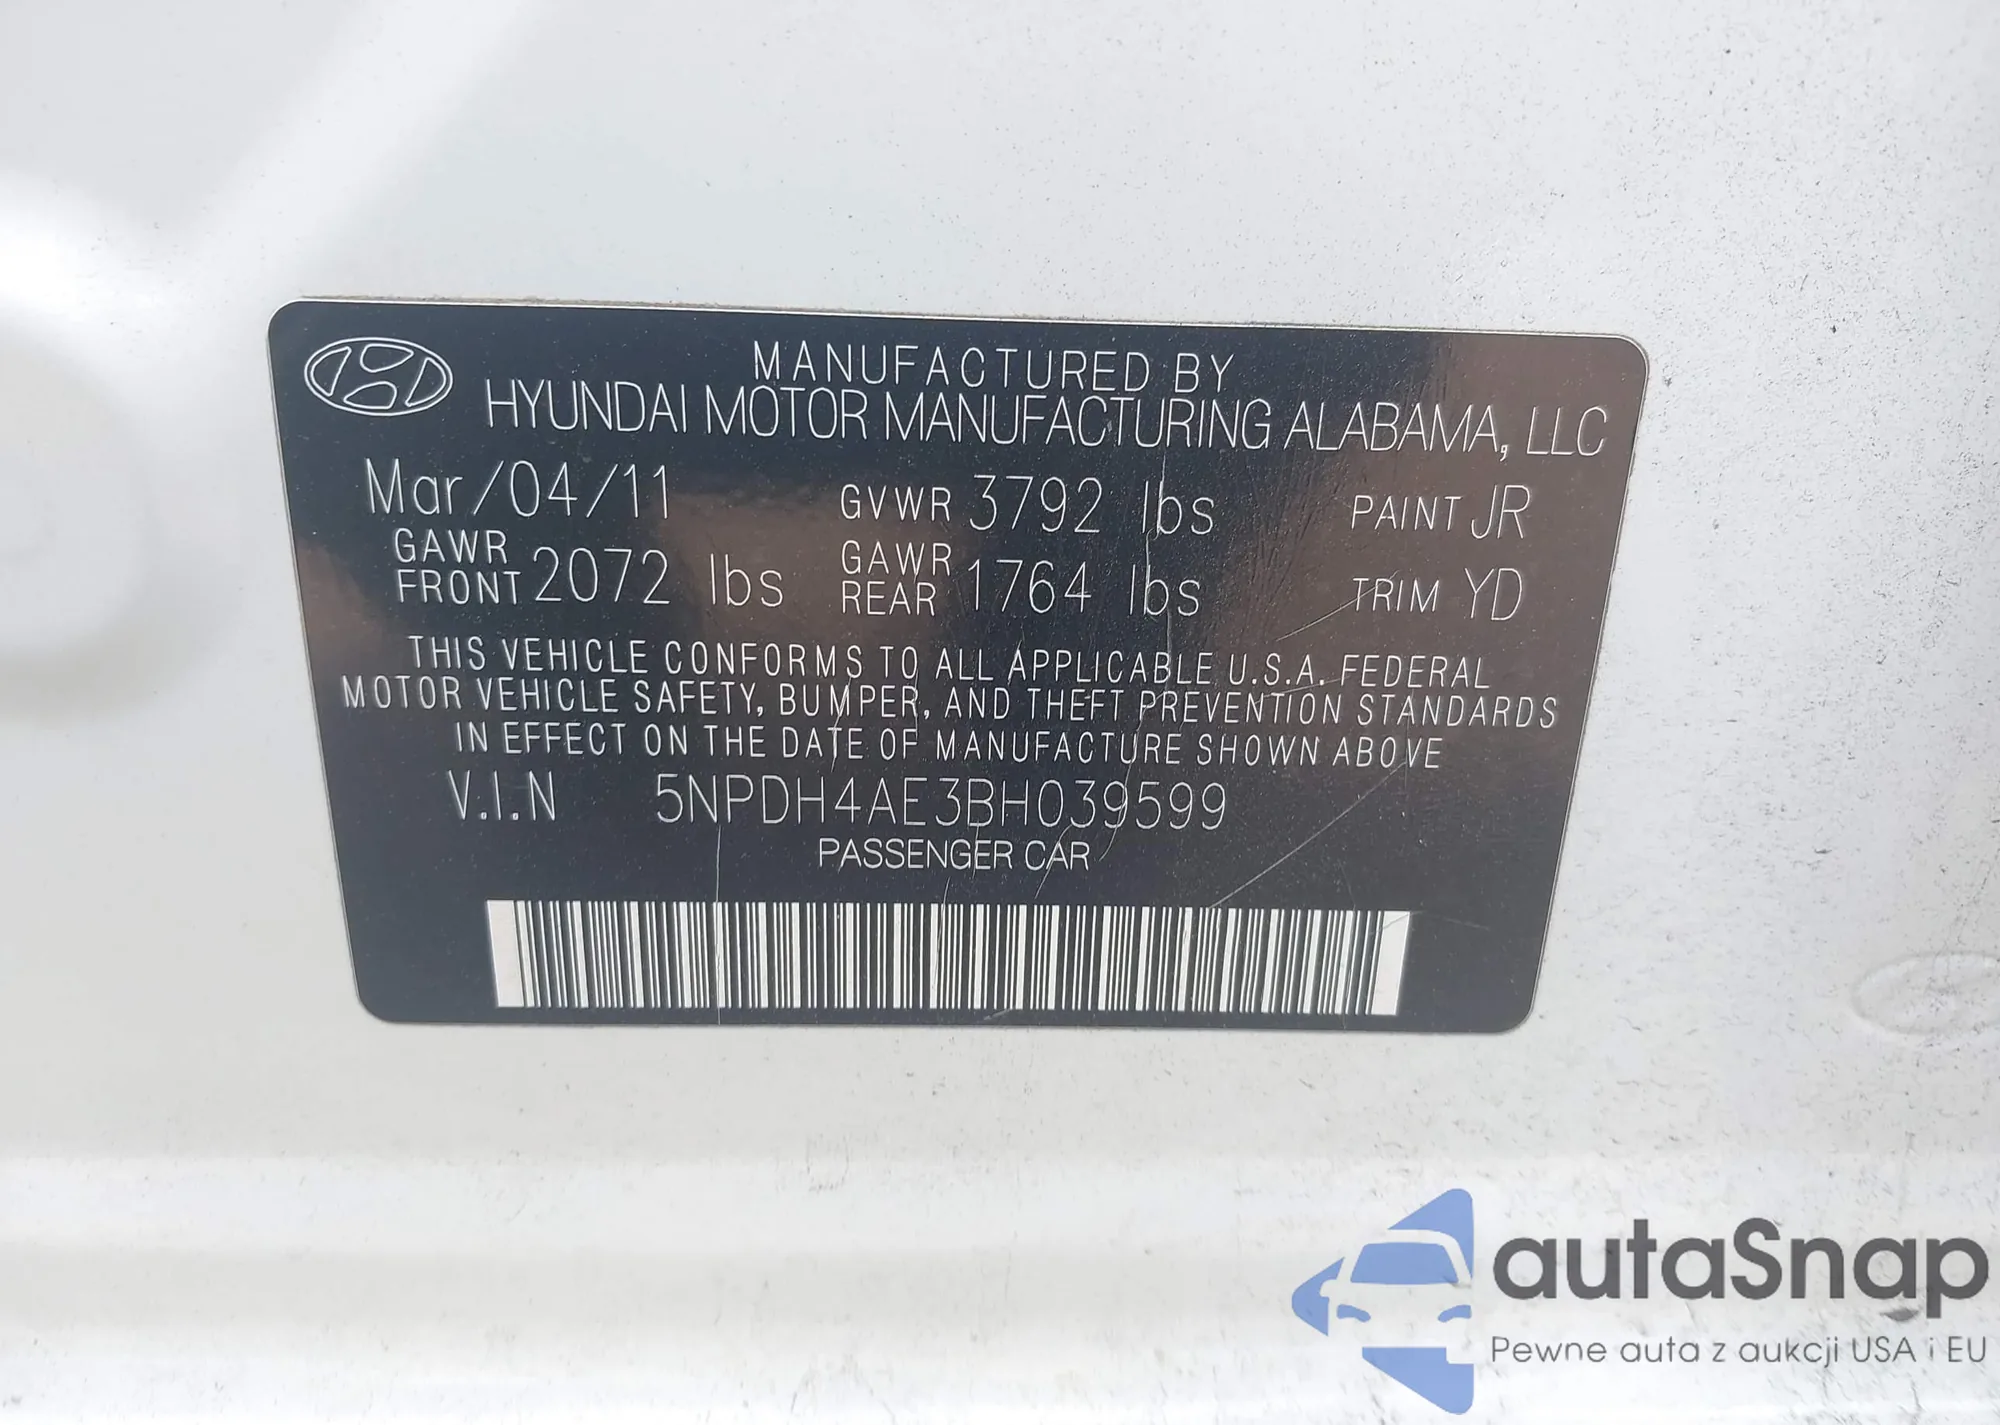 MANUFACTURED BY
HYUNDAI MOTOR MANUFACTURING ALABAMA, LLC
Mar/04/11 GVWR 3792 lbs PAINT JR
GAWR FRONT 2072 lbs GAWR REAR 1764 lbs TRIM YD
THIS VEHICLE CONFORMS TO ALL APPLICABLE U.S.A. FEDERAL
MOTOR VEHICLE SAFETY, BUMPER, AND THEFT PREVENTION STANDARDS
IN EFFECT ON THE DATE OF MANUFACTURE SHOWN ABOVE
V.I.N 5NPDH4AE3BH039599
PASSENGER CAR
autaSnap
Pewne auta z aukcji USA i EU